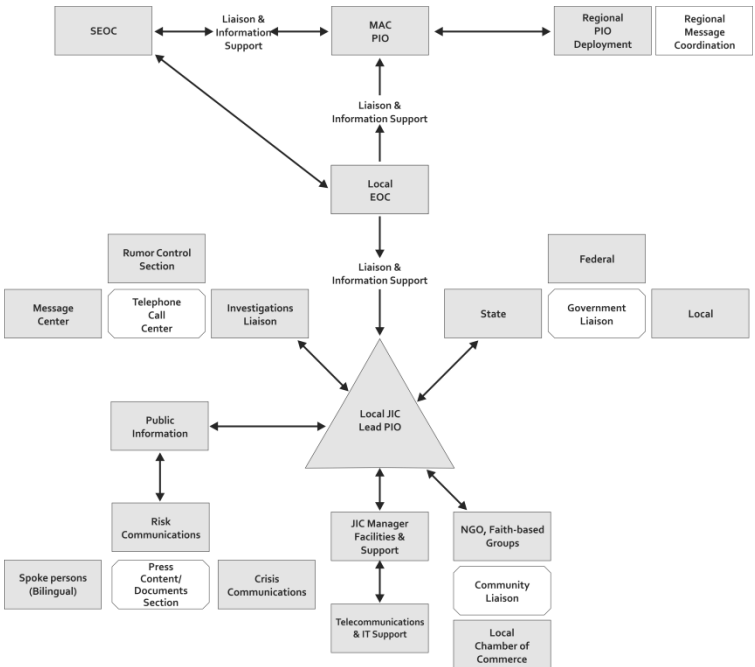 SEOC
Liaison &
Information
Support
MAC
PIO
Regional
PIO
Deployment
Regional
Message
Coordination
Liaison &
Information Support
Local
EOC
Liaison &
Information Support
Rumor Control
Section
Message
Center
Telephone
Call
Center
Investigations
Liaison
Federal
State
Government
Liaison
Local
Local JIC
Lead PIO
Public
Information
Risk
Communications
Spoke persons
(Bilingual)
Press
Content/
Documents
Section
Crisis
Communications
JIC Manager
Facilities &
Support
Telecommunications
& IT Support
NGO, Faith-based
Groups
Community
Liaison
Local
Chamber of
Commerce